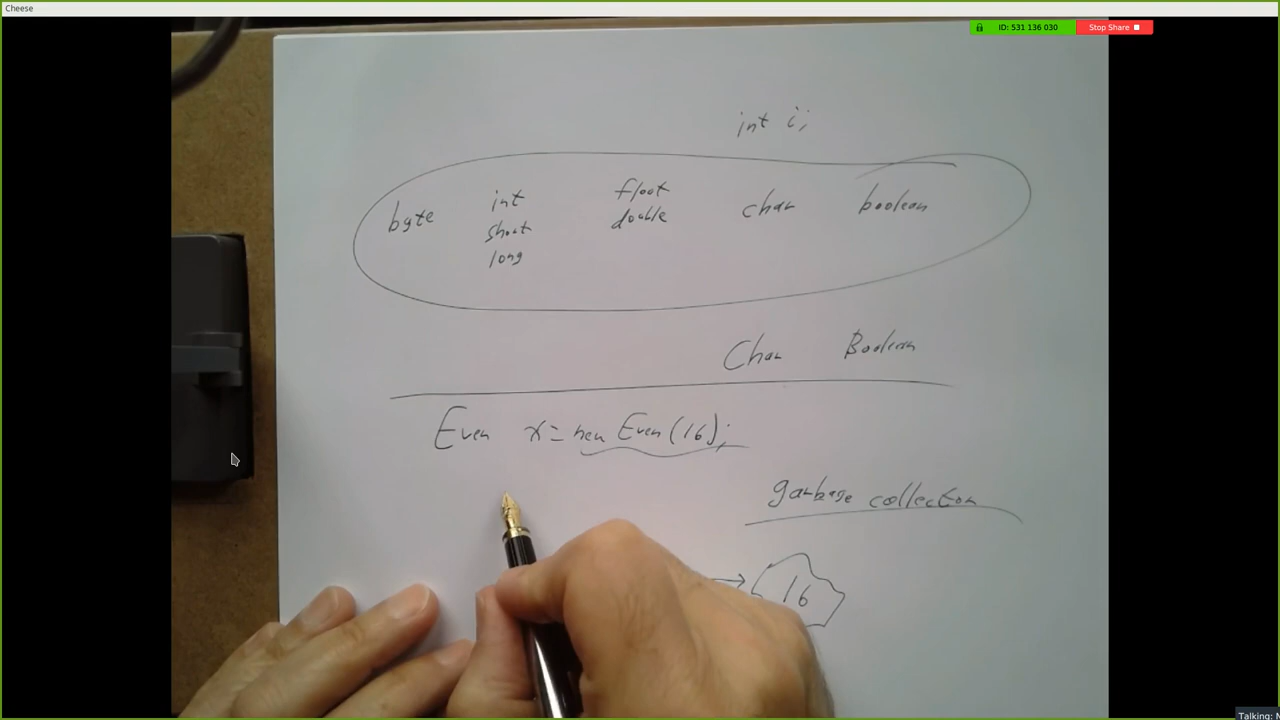 Cheese
ID: 531 136 030 Stop Share
int i;
byte int float char boolean
short double
long
Char Boolean
Even x = new Even(16);
garbage collection
16
Talking: